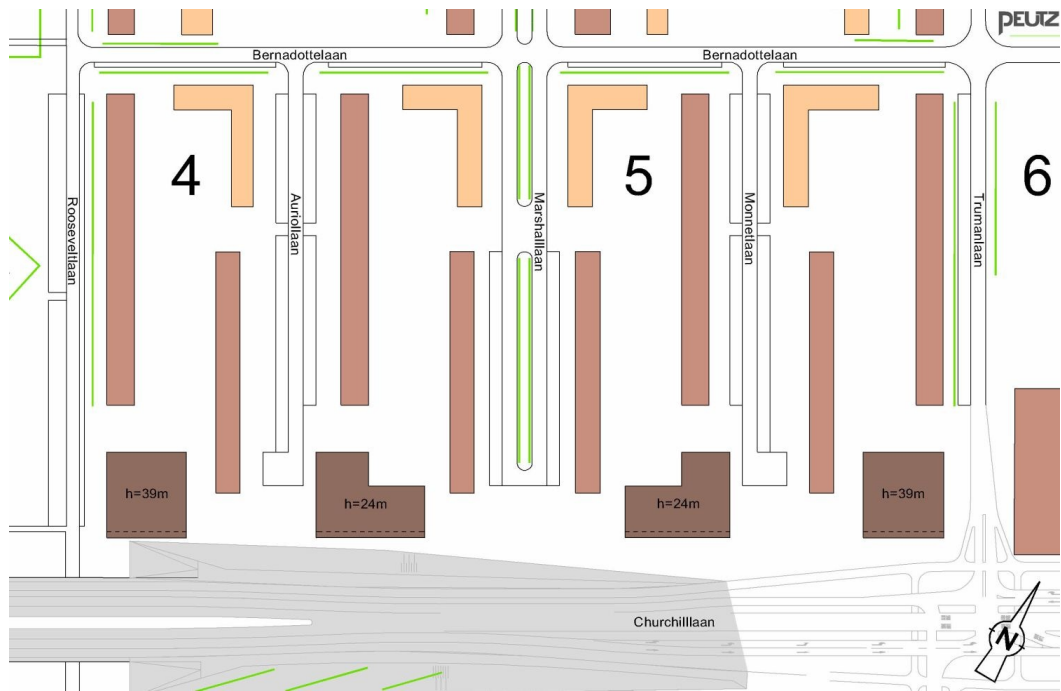 PEUTZ
Bernadottelaan
Bernadottelaan
4
5
6
Rooseveltlaan
Auriollaan
Marshalllaan
Monnetlaan
Trumanlaan
h=39m
h=24m
h=24m
h=39m
Churchilllaan
N